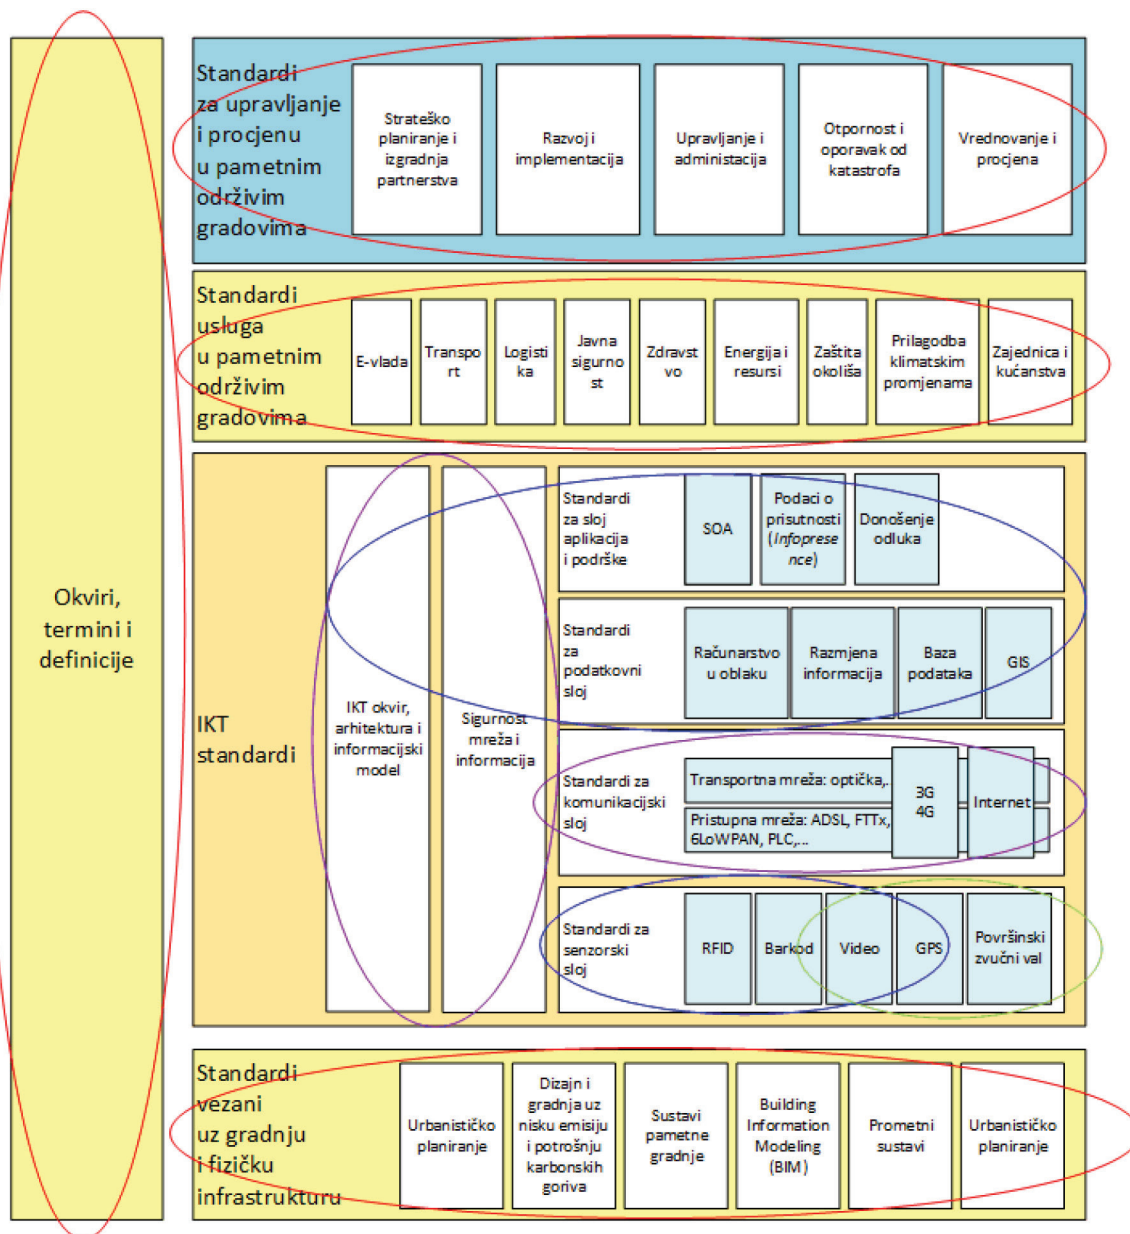 Okviri,
termini i
definicije
Standardi
za upravljanje
i procjenu
u pametnim
održivim
gradovima
Strateško
planiranje i
izgradnja
partnerstva
Razvoj i
implementacija
Upravljanje i
administacija
Otpornost i
oporavak od
katastrofa
Vrednovanje i
procjena
Standardi
usluga
u pametnim
održivim
gradovima
E-vlada
Transpo
rt
Logisti
ka
Javna
sigurno
st
Zdravst
vo
Energija i
resursi
Zaštita
okoliša
Prilagodba
klimatskim
promjenama
Zajednica i
kućanstva
IKT
standardi
IKT okvir,
arhitektura i
informacijski
model
Sigurnost
mreža i
informacija
Standardi
za sloj
aplikacija
i podrške
SOA
Podaci o
prisutnosti
(Infoprese
nce)
Donošenje
odluka
Standardi
za
podatkovni
sloj
Računarstvo
u oblaku
Razmjena
informacija
Baza
podataka
GIS
Standardi za
komunikacijski
sloj
Transportna mreža: optička,..
Pristupna mreža: ADSL, FTTx,
6LoWPAN, PLC,...
3G
4G
Internet
Standardi za
senzorski
sloj
RFID
Barkod
Video
GPS
Površinski
zvučni val
Standardi
vezani
uz gradnju
i fizičku
infrastrukturu
Urbanističko
planiranje
Dizajn i
gradnja uz
nisku emisiju
i potrošnju
karbonskih
goriva
Sustavi
pametne
gradnje
Building
Information
Modeling
(BIM)
Prometni
sustavi
Urbanističko
planiranje